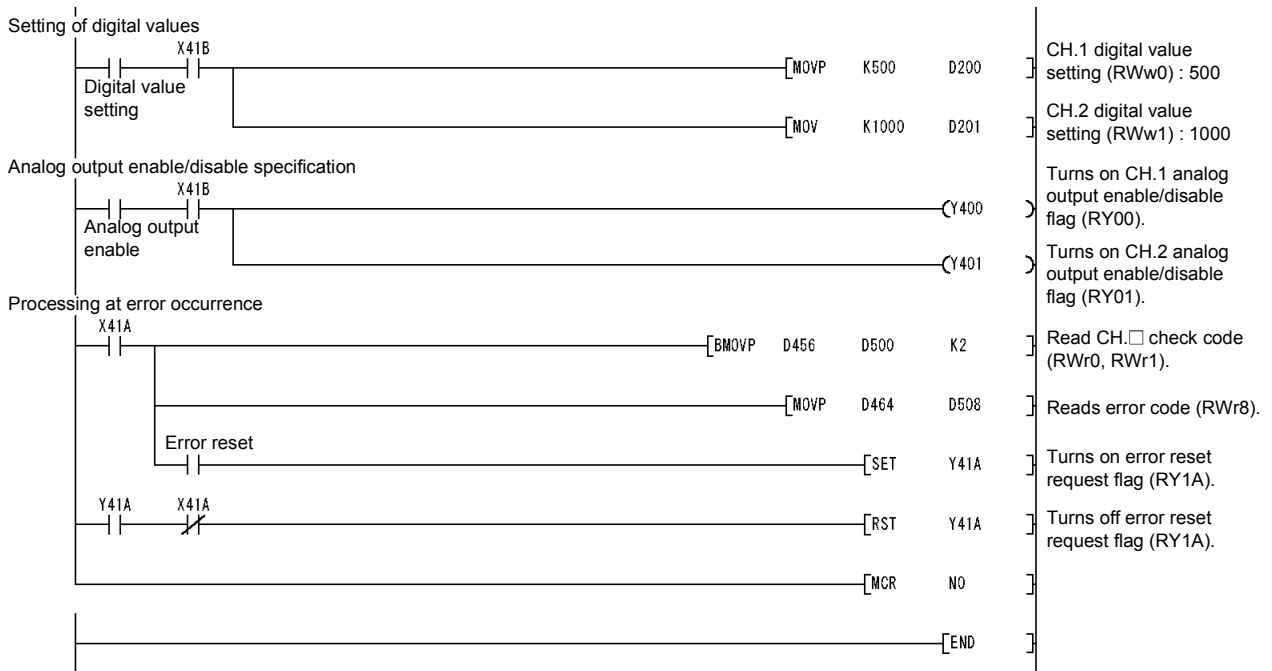 Setting of digital values
X41B
Digital value
setting
[MOVP K500 D200 ]
CH.1 digital value
setting (RWw0) : 500
[MOV K1000 D201 ]
CH.2 digital value
setting (RWw1) : 1000
Analog output enable/disable specification
X41B
Analog output
enable
(Y400 )
Turns on CH.1 analog
output enable/disable
flag (RY00).
(Y401 )
Turns on CH.2 analog
output enable/disable
flag (RY01).
Processing at error occurrence
X41A
[BMOVP D456 D500 K2 ]
Read CH.□ check code
(RWr0, RWr1).
[MOVP D464 D508 ]
Reads error code (RWr8).
Error reset
[SET Y41A ]
Turns on error reset
request flag (RY1A).
Y41A X41A
[RST Y41A ]
Turns off error reset
request flag (RY1A).
[MCR N0 ]
[END ]